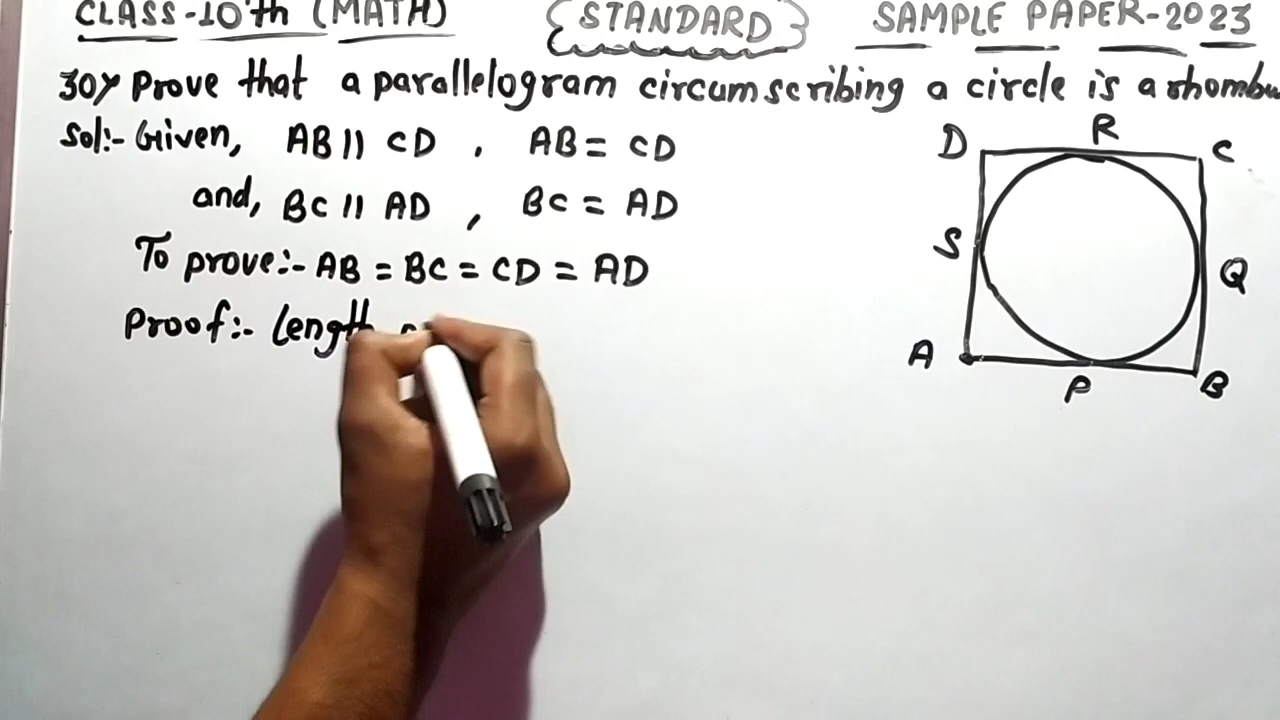 CLASS-10th (MATH) {STANDARD} SAMPLE PAPER-2023
30) Prove that a parallelogram circumscribing a circle is a rhombu
Sol:- Given, AB || CD , AB = CD
and, BC || AD , BC = AD
To prove:- AB = BC = CD = AD
Proof:- Length
D R C
S Q
A P B